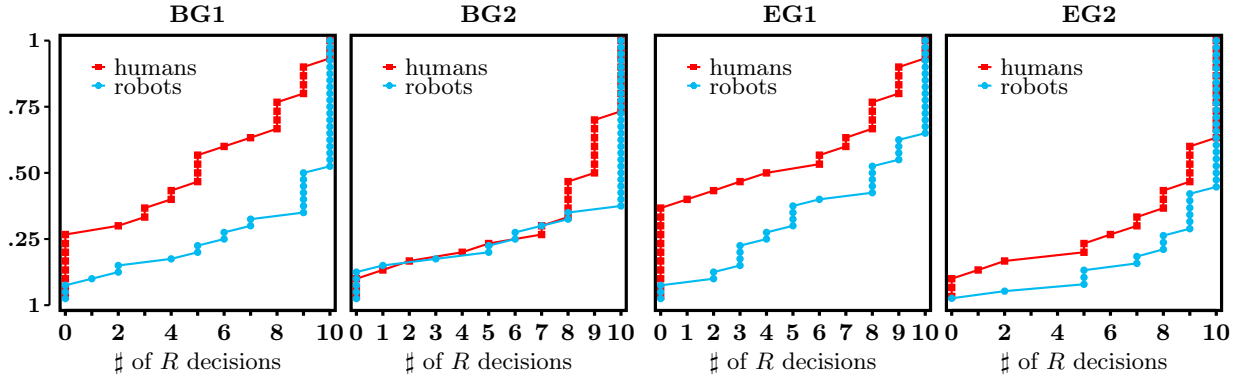 BG1 BG2 EG1 EG2
1
.75
.50
.25
1
humans humans humans humans
robots robots robots robots
0 2 4 6 8 10 0 1 2 3 4 5 6 7 8 9 10 0 1 2 3 4 5 6 7 8 9 10 0 2 4 6 8 10
♯ of R decisions ♯ of R decisions ♯ of R decisions ♯ of R decisions